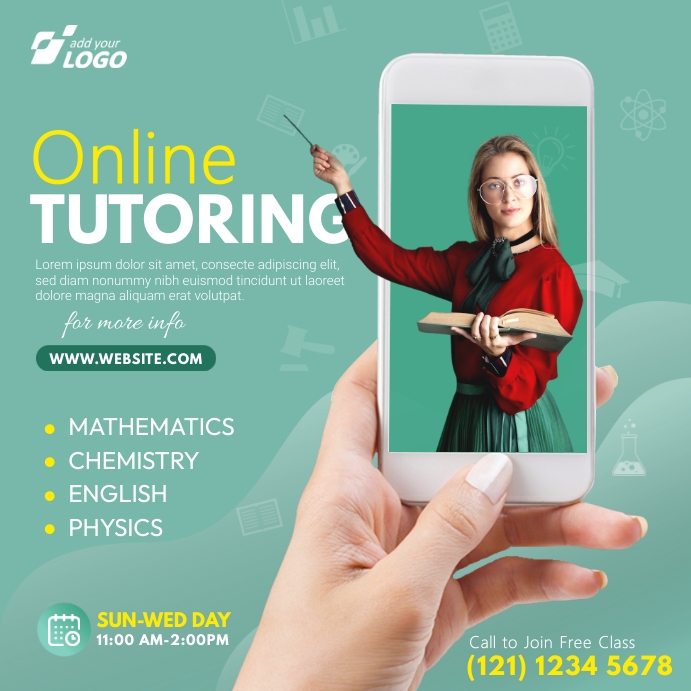 add your
LOGO
Online
TUTORING
Lorem ipsum dolor sit amet, consecte adipiscing elit,
sed diam nonummy nibh euismod tincidunt ut laoreet
dolore magna aliquam erat volutpat.
for more info
WWW.WEBSITE.COM
MATHEMATICS
CHEMISTRY
ENGLISH
PHYSICS
SUN-WED DAY
11:00 AM-2:00PM
Call to Join Free Class
(121) 1234 5678